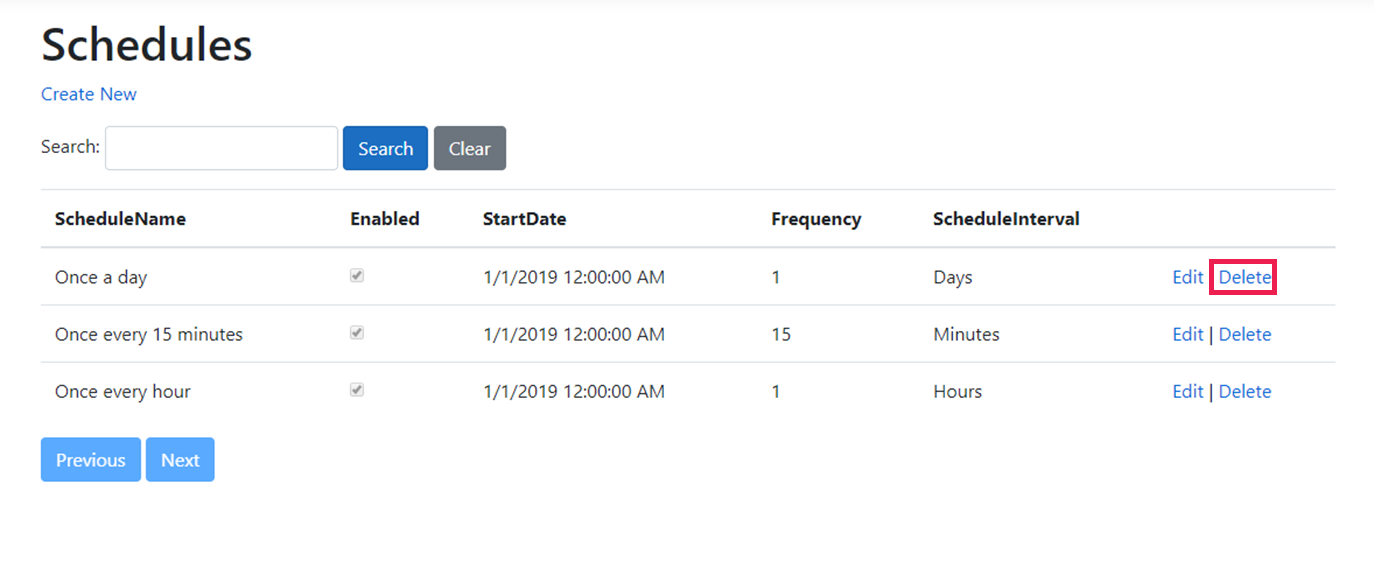 Schedules
Create New
Search: Search Clear
ScheduleName Enabled StartDate Frequency ScheduleInterval
Once a day 1/1/2019 12:00:00 AM 1 Days Edit Delete
Once every 15 minutes 1/1/2019 12:00:00 AM 15 Minutes Edit | Delete
Once every hour 1/1/2019 12:00:00 AM 1 Hours Edit | Delete
Previous Next